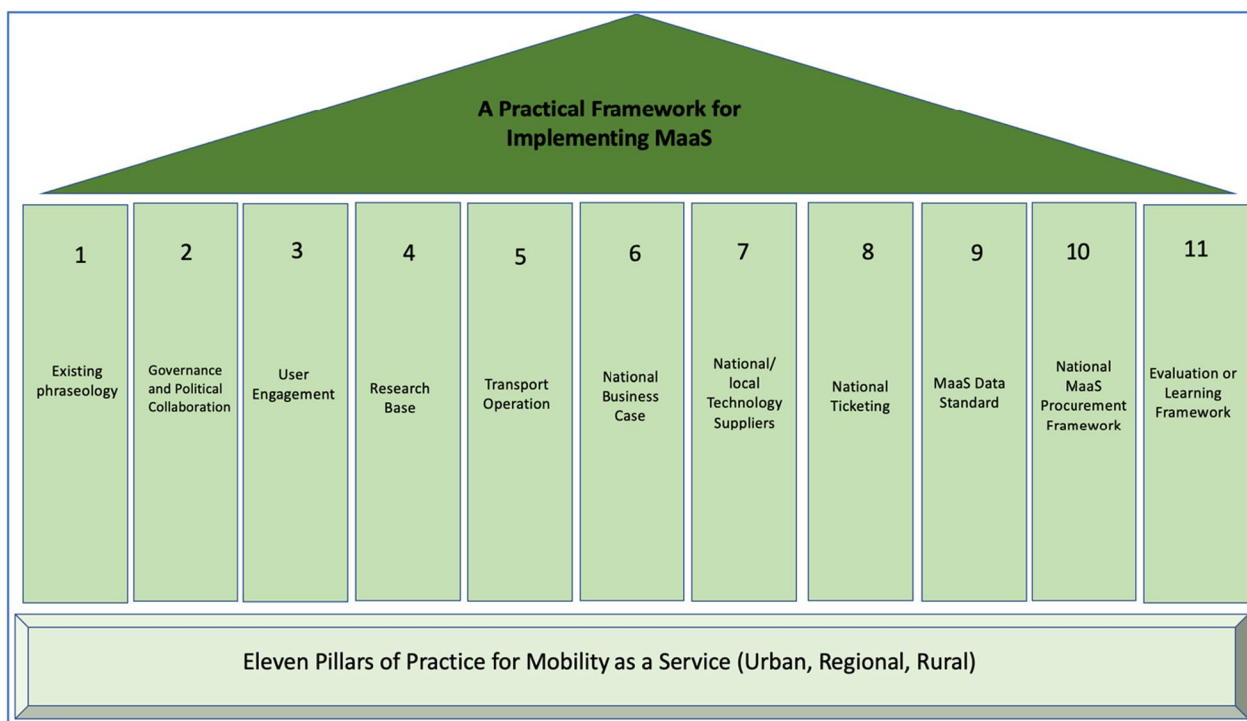 A Practical Framework for
Implementing MaaS
1
Existing
phraseology
2
Governance
and Political
Collaboration
3
User
Engagement
4
Research
Base
5
Transport
Operation
6
National
Business
Case
7
National/
local
Technology
Suppliers
8
National
Ticketing
9
MaaS Data
Standard
10
National
MaaS
Procurement
Framework
11
Evaluation or
Learning
Framework
Eleven Pillars of Practice for Mobility as a Service (Urban, Regional, Rural)